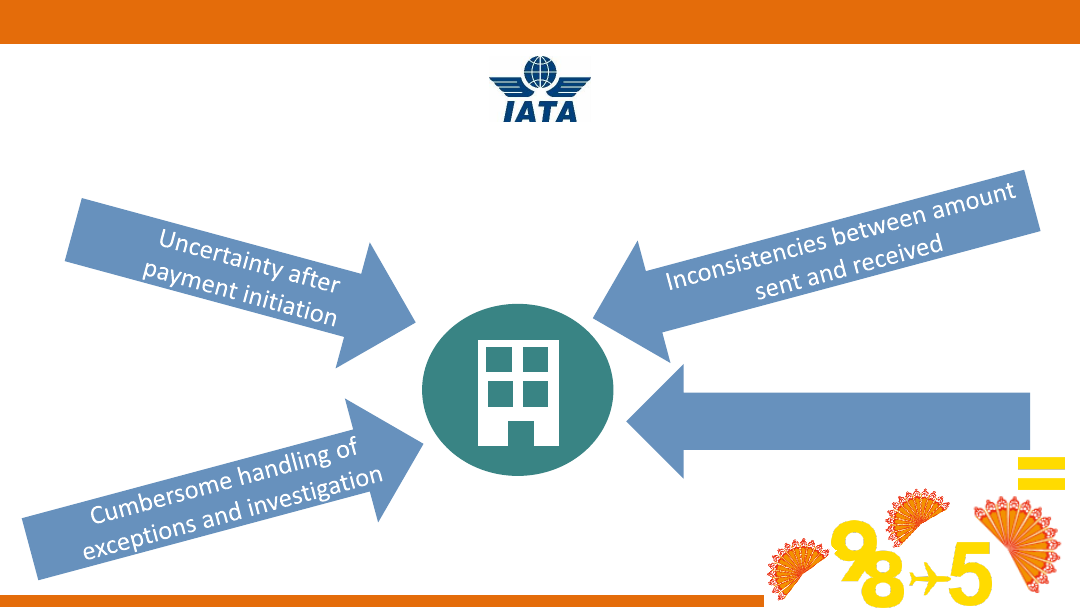 IATA
Uncertainty after
payment initiation
Inconsistencies between amount
sent and received
Cumbersome handling of
exceptions and investigation
=
98
5